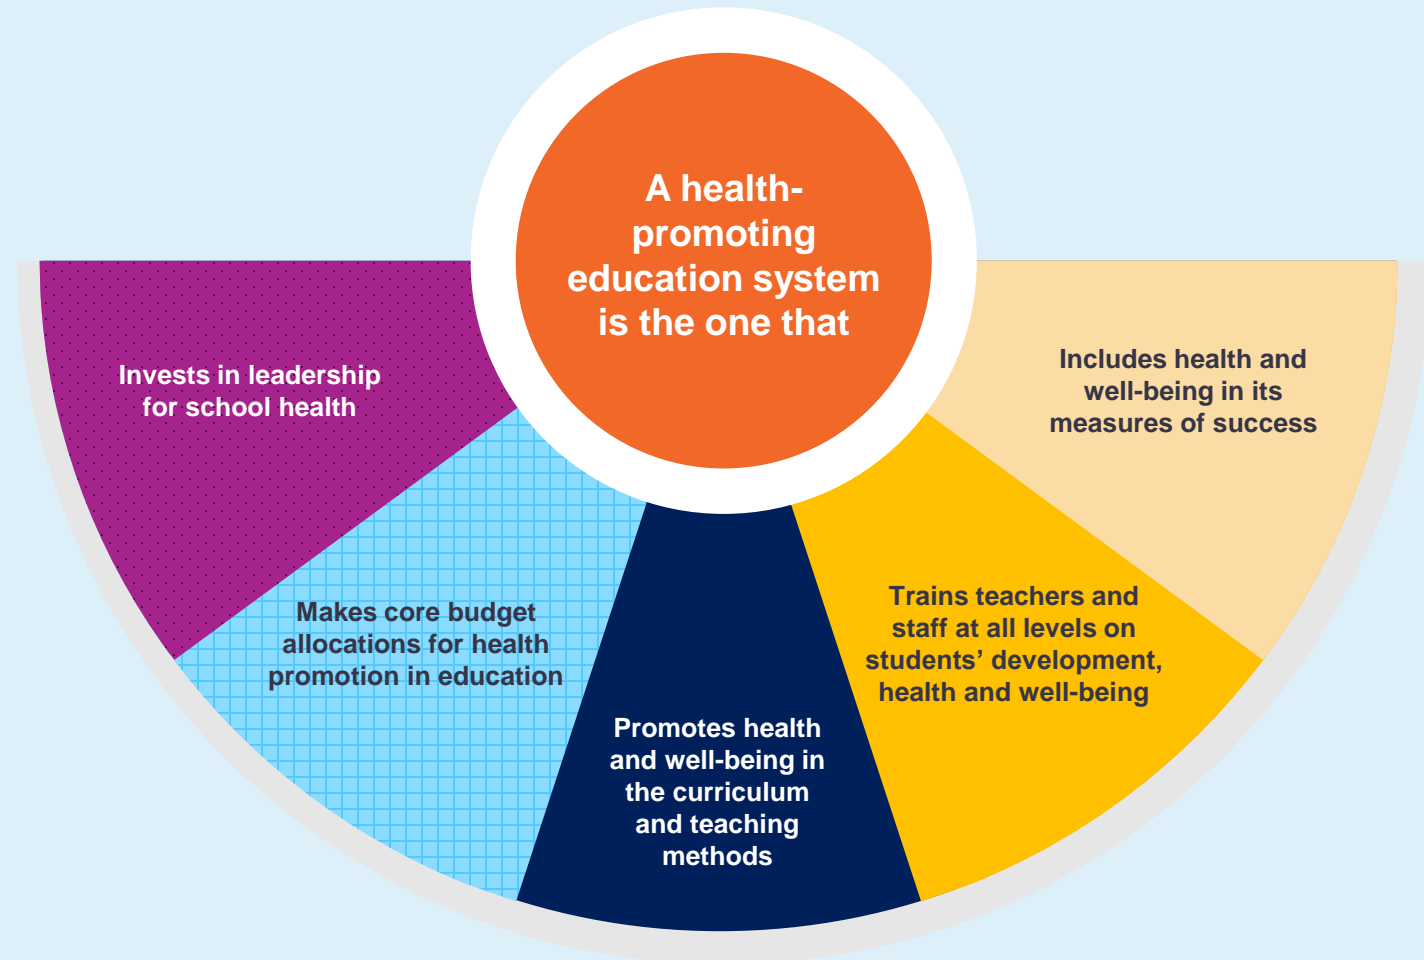 A health-
promoting
education system
is the one that
Invests in leadership
for school health
Makes core budget
allocations for health
promotion in education
Promotes health
and well-being in
the curriculum
and teaching
methods
Trains teachers and
staff at all levels on
students’ development,
health and well-being
Includes health and
well-being in its
measures of success